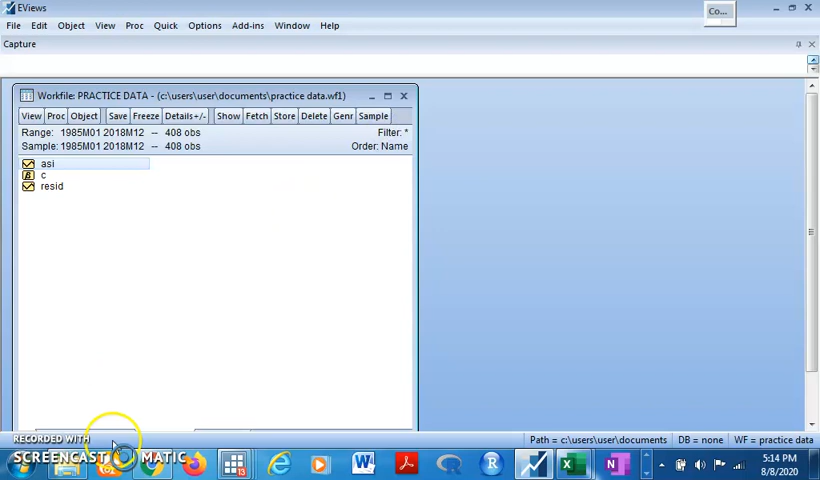 EViews
Co...
File Edit Object View Proc Quick Options Add-ins Window Help
Capture
Workfile: PRACTICE DATA - (c:\users\user\documents\practice data.wf1)
View Proc Object Save Freeze Details+/- Show Fetch Store Delete Genr Sample
Range: 1985M01 2018M12 -- 408 obs Filter: *
Sample: 1985M01 2018M12 -- 408 obs Order: Name
asi
c
resid
RECORDED WITH
Path = c:\users\user\documents DB = none WF = practice data
SCREENCAST MATIC
5:14 PM
8/8/2020